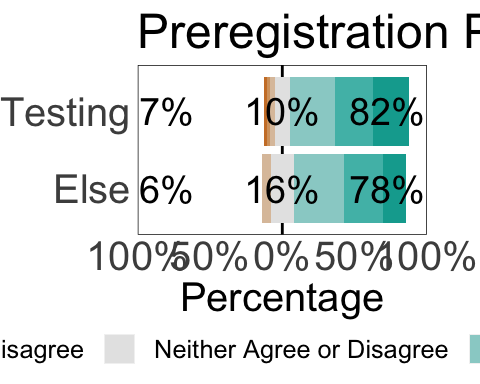 Preregistration P
Testing 7% 10% 82%
Else 6% 16% 78%
100% 50% 0% 50% 100%
Percentage
isagree Neither Agree or Disagree